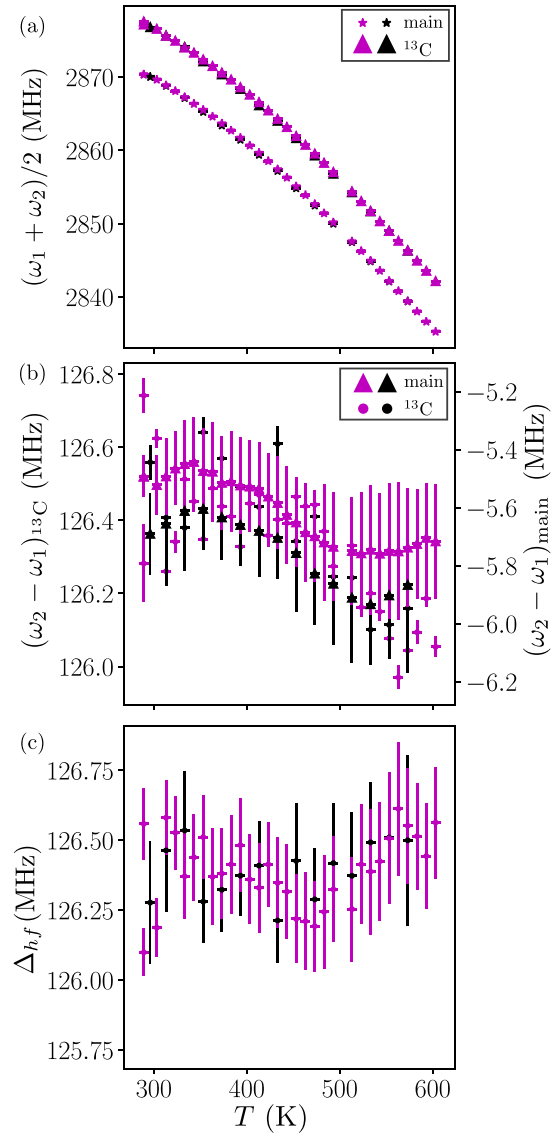 (a)
main
¹³C
(ω₁ + ω₂)/2 (MHz)
2870
2860
2850
2840
(b)
main
¹³C
(ω₂ − ω₁)¹³C (MHz)
126.8
126.6
126.4
126.2
126.0
(ω₂ − ω₁)main (MHz)
−5.2
−5.4
−5.6
−5.8
−6.0
−6.2
(c)
Δhf (MHz)
126.75
126.50
126.25
126.00
125.75
300 400 500 600
T (K)